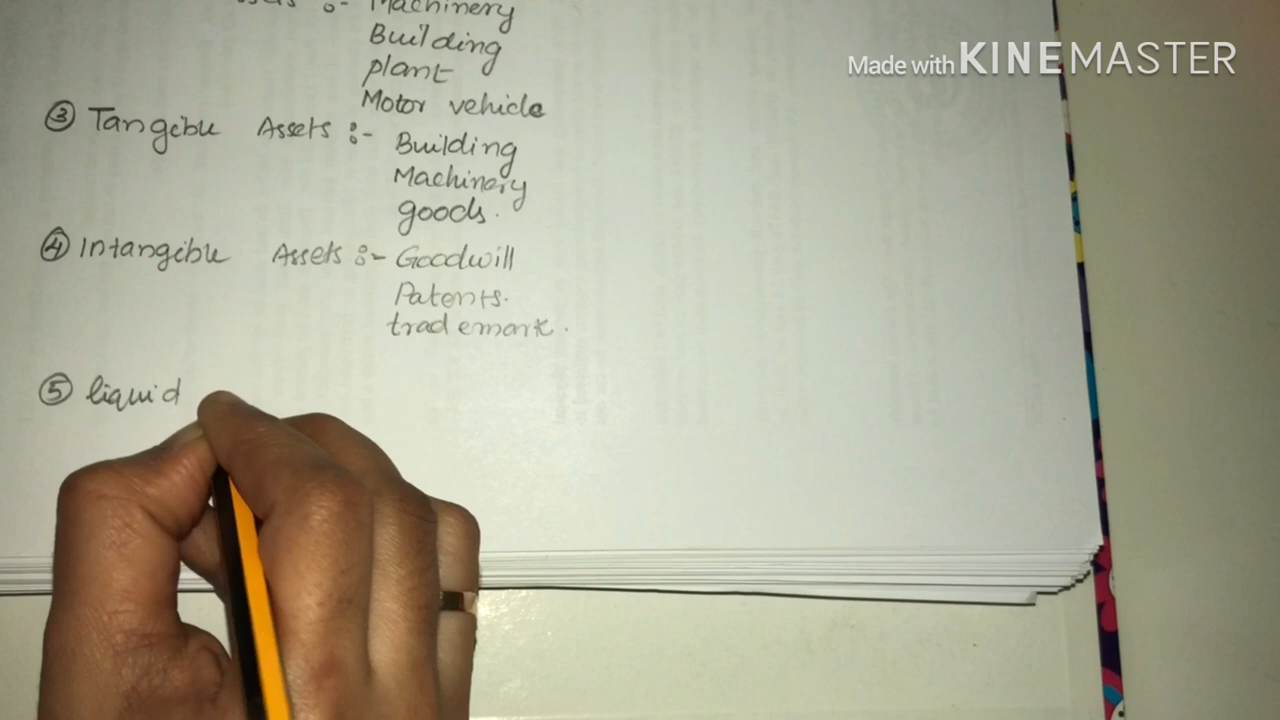 :- Machinery
Building
plant
Motor vehicle
③ Tangible Assets :- Building
Machinery
goods.
④ Intangible Assets :- Goodwill
Patents.
trademark.
⑤ liquid
Made with KINEMASTER